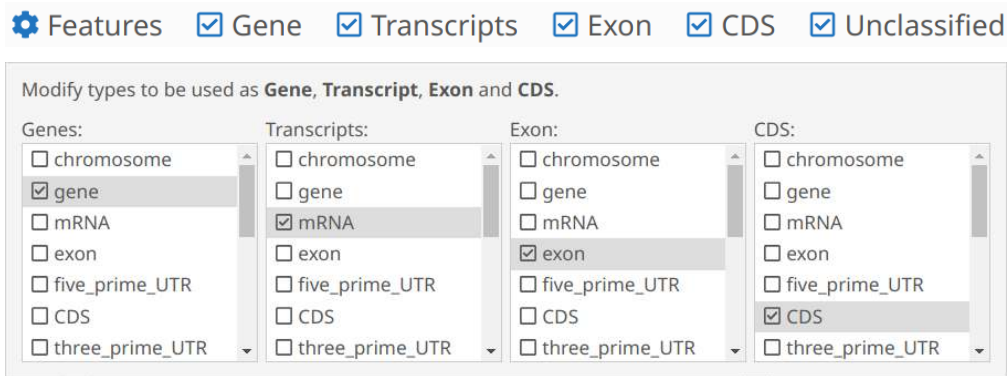 Features Gene Transcripts Exon CDS Unclassified
Modify types to be used as Gene, Transcript, Exon and CDS.
Genes: Transcripts: Exon: CDS:
chromosome chromosome chromosome chromosome
gene gene gene gene
mRNA mRNA mRNA mRNA
exon exon exon exon
five_prime_UTR five_prime_UTR five_prime_UTR five_prime_UTR
CDS CDS CDS CDS
three_prime_UTR three_prime_UTR three_prime_UTR three_prime_UTR